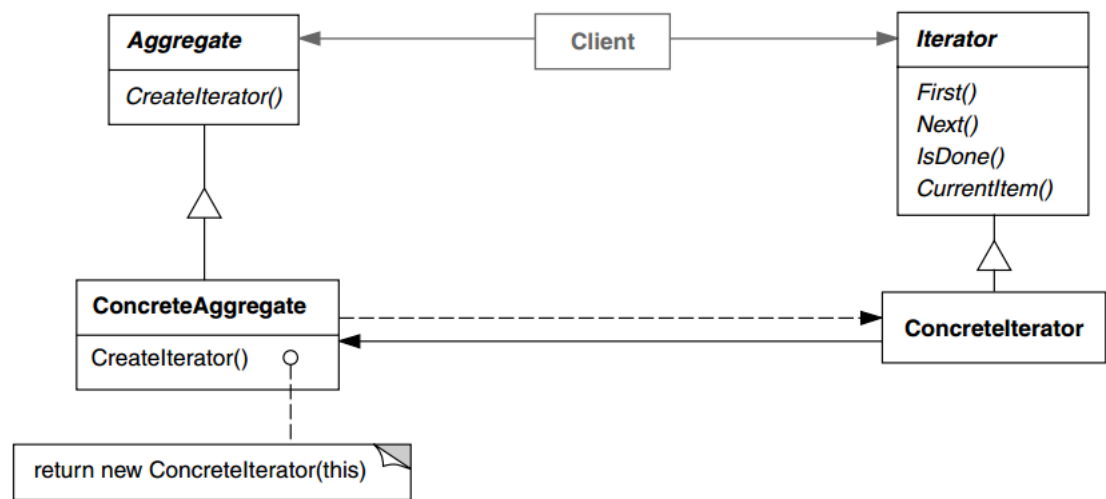 Aggregate
CreateIterator()
Client
Iterator
First()
Next()
IsDone()
CurrentItem()
ConcreteAggregate
CreateIterator()
ConcreteIterator
return new ConcreteIterator(this)